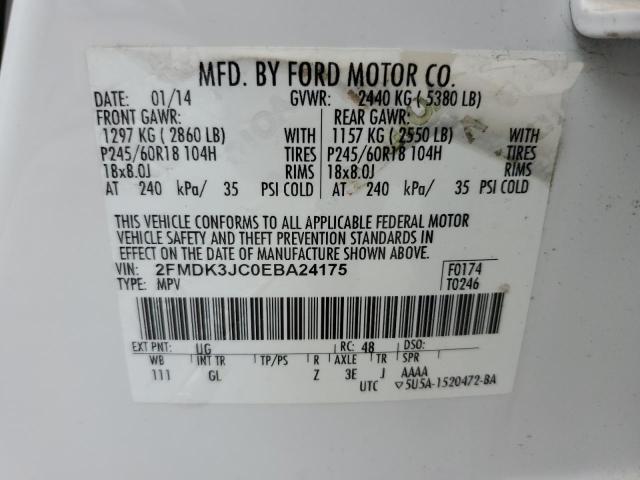 MFD. BY FORD MOTOR CO.
DATE: 01/14 GVWR: 2440 KG ( 5380 LB)
FRONT GAWR: REAR GAWR:
1297 KG ( 2860 LB) WITH 1157 KG ( 2550 LB) WITH
P245/60R18 104H TIRES P245/60R18 104H TIRES
18x8.0J RIMS 18x8.0J RIMS
AT 240 kPa/ 35 PSI COLD AT 240 kPa/ 35 PSI COLD
THIS VEHICLE CONFORMS TO ALL APPLICABLE FEDERAL MOTOR
VEHICLE SAFETY AND THEFT PREVENTION STANDARDS IN
EFFECT ON THE DATE OF MANUFACTURE SHOWN ABOVE.
VIN: 2FMDK3JC0EBA24175 F0174
TYPE: MPV T0246
EXT PNT: UG RC: 48 DSO:
WB INT TR TP/PS R AXLE TR SPR
111 GL Z 3E J AAAA
UTC ▽5U5A-1520472-BA